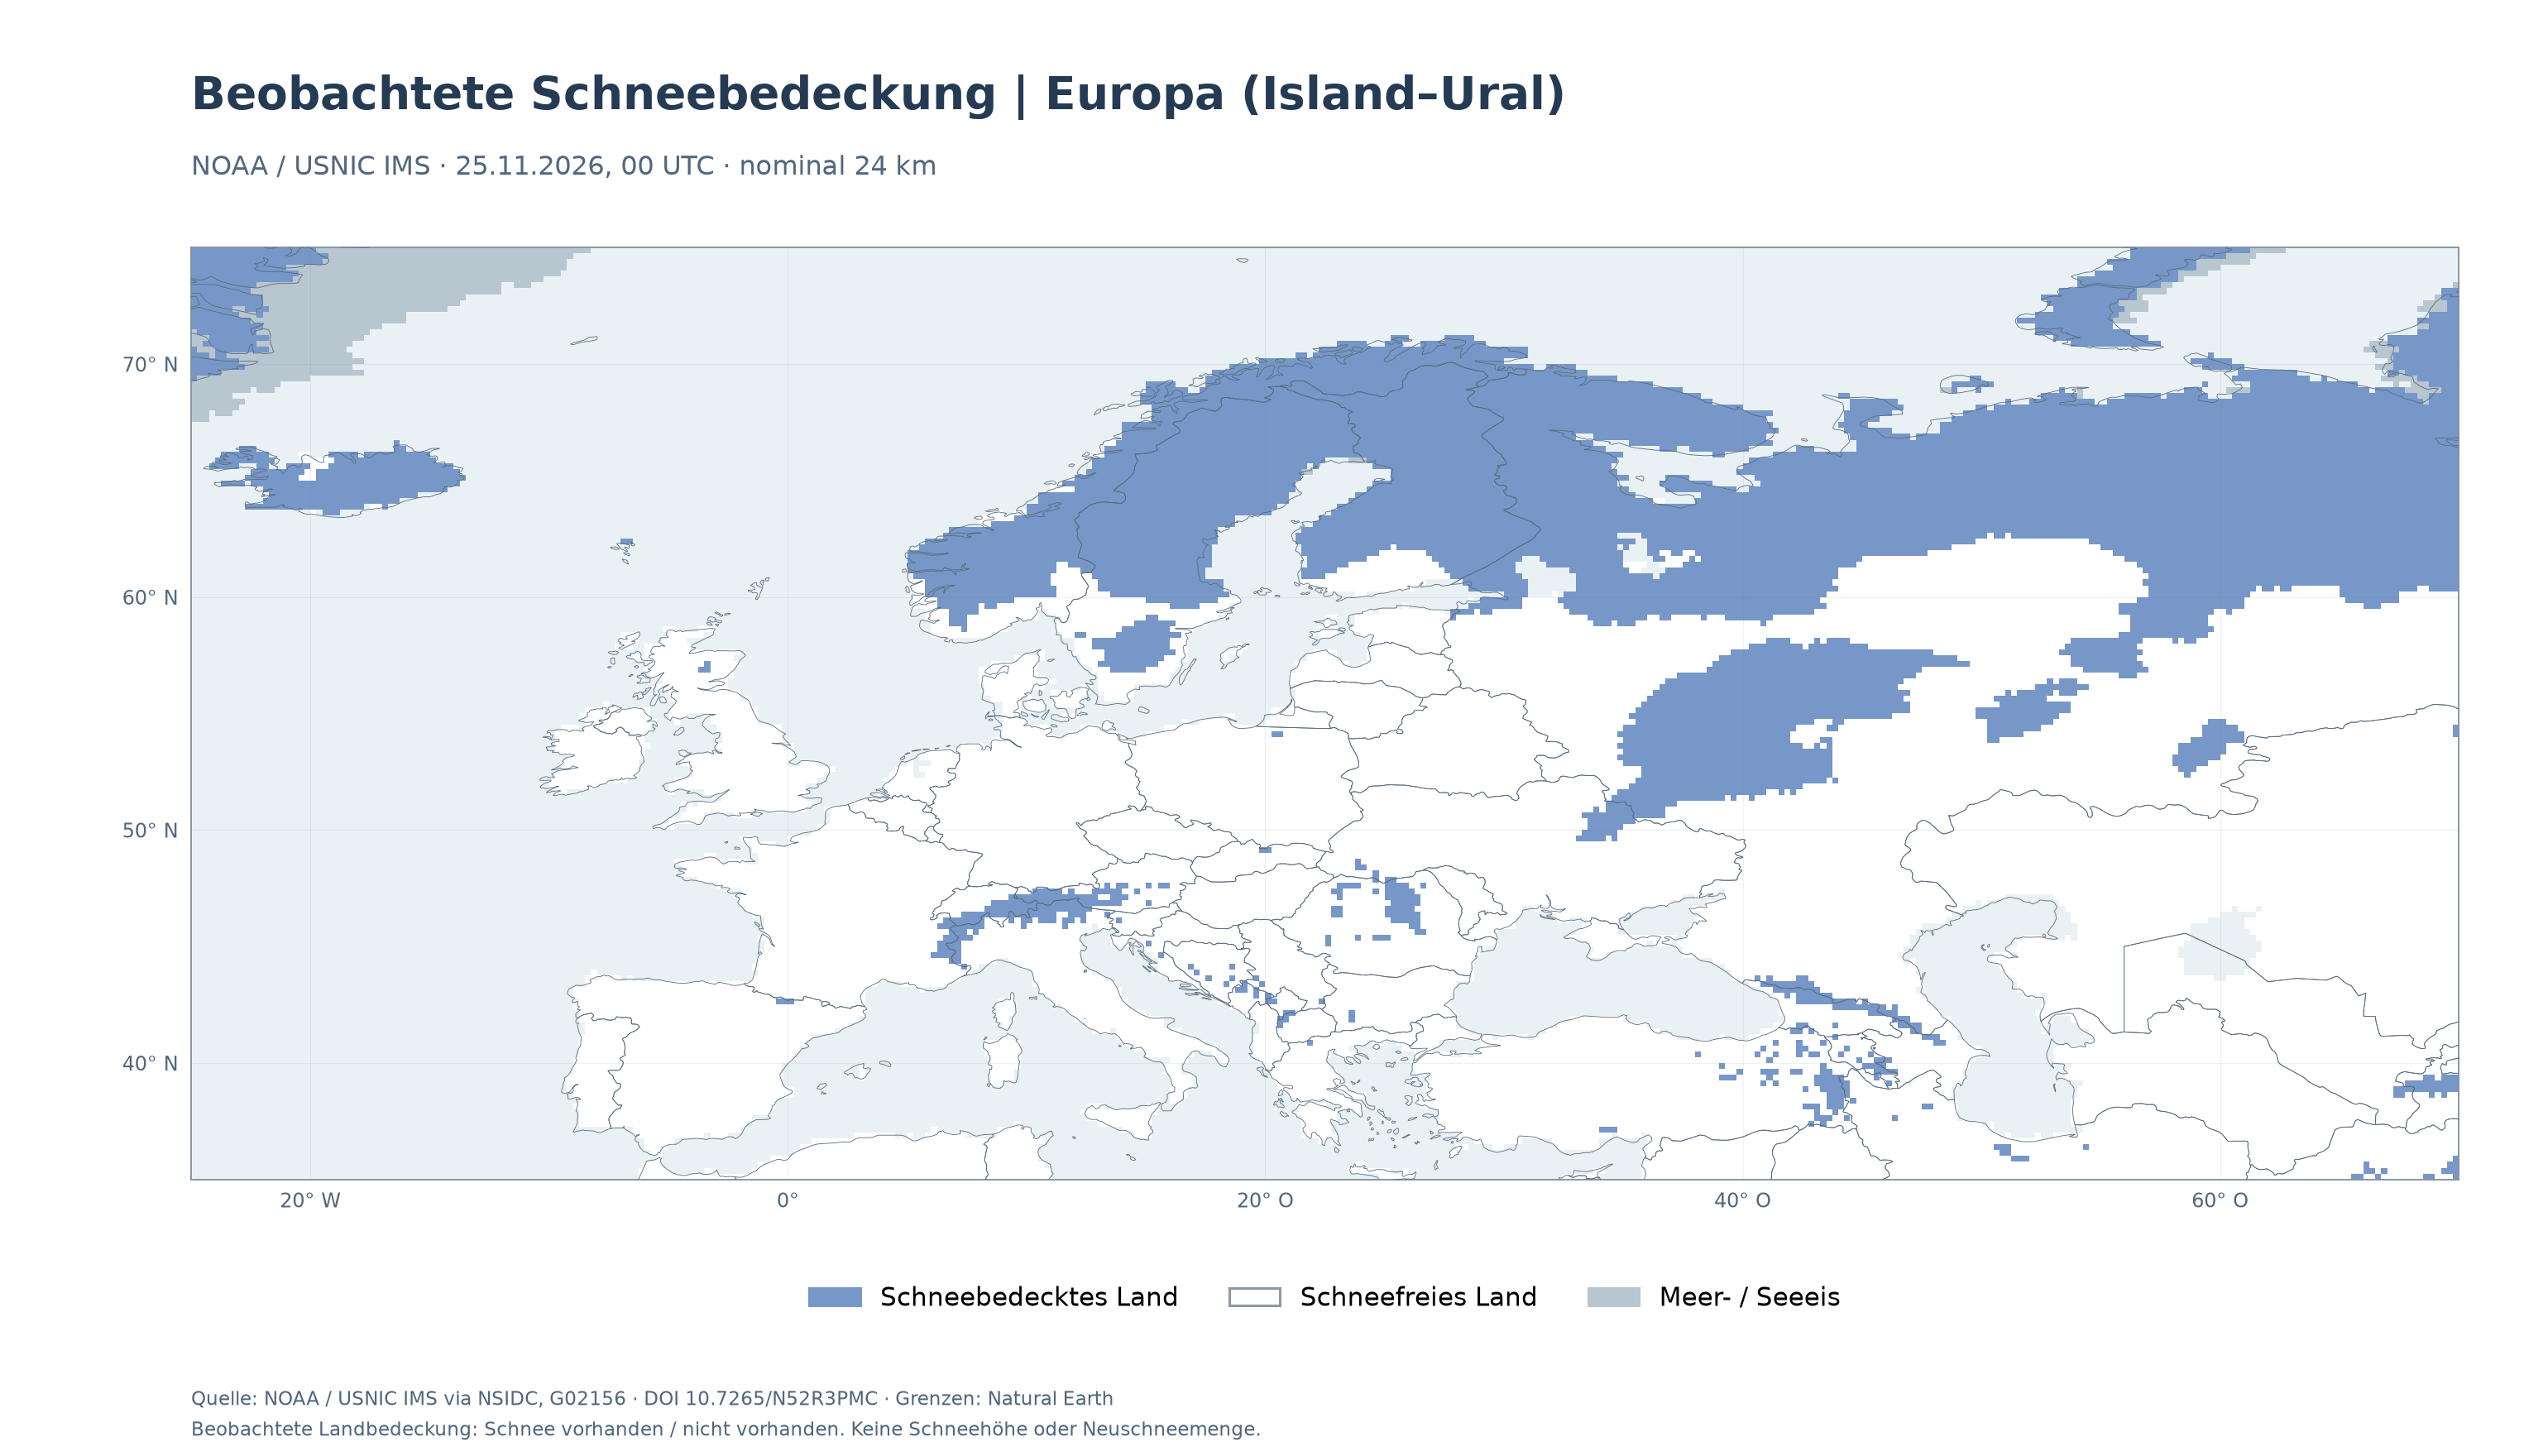 Beobachtete Schneebedeckung | Europa (Island–Ural)
NOAA / USNIC IMS · 25.11.2026, 00 UTC · nominal 24 km
70° N
60° N
50° N
40° N
20° W
0°
20° O
40° O
60° O
Schneebedecktes Land
Schneefreies Land
Meer- / Seeeis
Quelle: NOAA / USNIC IMS via NSIDC, G02156 · DOI 10.7265/N52R3PMC · Grenzen: Natural Earth
Beobachtete Landbedeckung: Schnee vorhanden / nicht vorhanden. Keine Schneehöhe oder Neuschneemenge.